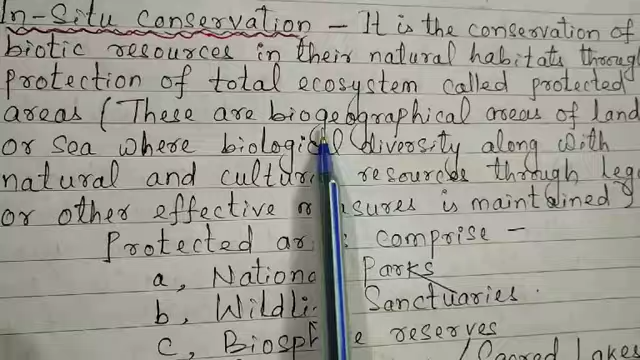 In-Situ Conservation - It is the conservation of
biotic resources in their natural habitats through
protection of total ecosystem called protected
areas (These are biogeographical areas of land
or sea where biological diversity along with
natural and cultural resources through leg
or other effective measures is maintained)
Protected areas comprise -
a, National Parks
b, Wildlife Sanctuaries.
c, Biosphere reserves
/Sacred Lakes